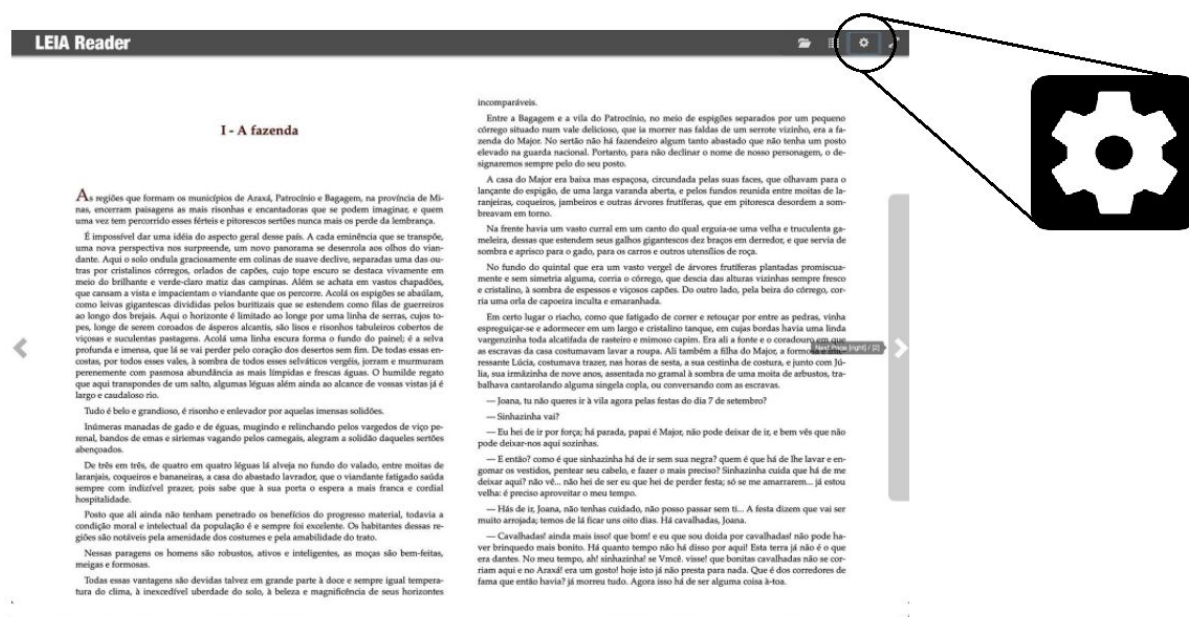 LEIA Reader
I - A fazenda
As regiões que formam os municípios de Araxá, Patrocínio e Bagagem, na província de Mi-
nas, encerram paisagens as mais risonhas e encantadoras que se podem imaginar, e quem
uma vez tem percorrido esses férteis e pitorescos sertões nunca mais os perde da lembrança.
É impossível dar uma idéia do aspecto geral desse país. A cada eminência que se transpõe,
uma nova perspectiva nos surpreende, um novo panorama se desenrola aos olhos do vian-
dante. Aqui o solo ondula graciosamente em colinas de suave declive, separadas uma das ou-
tras por cristalinos córregos, orlados de capões, cujo tope escuro se destaca vivamente em
meio do brilhante e verde-claro matiz das campinas. Além se achata em vastos chapadões,
que cansam a vista e impacientam o viandante que os percorre. Acolá os espigões se abaúlam,
como leivas gigantescas divididas pelos buritizais que se estendem como filas de guerreiros
ao longo dos brejais. Aqui o horizonte é limitado ao longe por uma linha de serras, cujos to-
pes, longe de serem coroados de ásperos alcantis, são lisos e risonhos tabuleiros cobertos de
viçosas e suculentas pastagens. Acolá uma linha escura forma o fundo do painel; é a selva
profunda e imensa, que lá se vai perder pelo coração dos desertos sem fim. De todas essas en-
costas, por todos esses vales, à sombra de todos esses selváticos vergéis, jorram e murmuram
perenemente com pasmosa abundância as mais límpidas e frescas águas. O humilde regato
que aqui transpondes de um salto, algumas léguas além ainda ao alcance de vossas vistas já é
largo e caudaloso rio.
Tudo é belo e grandioso, é risonho e enlevador por aquelas imensas solidões.
Inúmeras manadas de gado e de éguas, mugindo e relinchando pelos vargedos de viço pe-
renal, bandos de emas e siriemas vagando pelos camegais, alegram a solidão daqueles sertões
abençoados.
De três em três, de quatro em quatro léguas lá alveja no fundo do valado, entre moitas de
laranjais, coqueiros e bananeiras, a casa do abastado lavrador, que o viandante fatigado saúda
sempre com indizível prazer, pois sabe que à sua porta o espera a mais franca e cordial
hospitalidade.
Posto que ali ainda não tenham penetrado os benefícios do progresso material, todavia a
condição moral e intelectual da população é e sempre foi excelente. Os habitantes dessas re-
giões são notáveis pela amenidade dos costumes e pela amabilidade do trato.
Nessas paragens os homens são robustos, ativos e inteligentes, as moças são bem-feitas,
meigas e formosas.
Todas essas vantagens são devidas talvez em grande parte à doce e sempre igual tempera-
tura do clima, à inexcedível uberdade do solo, à beleza e magnificência de seus horizontes
incomparáveis.
Entre a Bagagem e a vila do Patrocínio, no meio de espigões separados por um pequeno
córrego situado num vale delicioso, que ia morrer nas faldas de um serrote vizinho, era a fa-
zenda do Major. No sertão não há fazendeiro algum tanto abastado que não tenha um posto
elevado na guarda nacional. Portanto, para não declinar o nome de nosso personagem, o de-
signaremos sempre pelo do seu posto.
A casa do Major era baixa mas espaçosa, circundada pelas suas faces, que olhavam para o
lançante do espigão, de uma larga varanda aberta, e pelos fundos reunida entre moitas de la-
ranjeiras, coqueiros, jambeiros e outras árvores frutíferas, que em pitoresca desordem a som-
breavam em torno.
Na frente havia um vasto curral em um canto do qual erguia-se uma velha e truculenta ga-
meleira, dessas que estendem seus galhos gigantescos dez braços em derredor, e que servia de
sombra e aprisco para o gado, para os carros e outros utensílios de roça.
No fundo do quintal que era um vasto vergel de árvores frutíferas plantadas promiscua-
mente e sem simetria alguma, corria o córrego, que descia das alturas vizinhas sempre fresco
e cristalino, à sombra de espessos e viçosos capões. Do outro lado, pela beira do córrego, cor-
ria uma orla de capoeira inculta e emaranhada.
Em certo lugar o riacho, como que fatigado de correr e retouçar por entre as pedras, vinha
espreguiçar-se e adormecer em um largo e cristalino tanque, em cujas bordas havia uma linda
vargenzinha toda alcatifada de rasteiro e mimoso capim. Era ali a fonte e o coradouro em que
as escravas da casa costumavam lavar a roupa. Ali também a filha do Major, a formosa e
Next Page [right] / [2]
ressante Lúcia, costumava trazer, nas horas de sesta, a sua cestinha de costura, e junto com Jú-
lia, sua irmãzinha de nove anos, assentada no gramal à sombra de uma moita de arbustos, tra-
balhava cantarolando alguma singela copla, ou conversando com as escravas.
— Joana, tu não queres ir à vila agora pelas festas do dia 7 de setembro?
— Sinhazinha vai?
— Eu hei de ir por força; há parada, papai é Major, não pode deixar de ir, e bem vês que não
pode deixar-nos aqui sozinhas.
— E então? como é que sinhazinha há de ir sem sua negra? quem é que há de lhe lavar e en-
gomar os vestidos, pentear seu cabelo, e fazer o mais preciso? Sinhazinha cuida que há de me
deixar aqui? não vê... não hei de ser eu que hei de perder festa; só se me amarrarem... já estou
velha: é preciso aproveitar o meu tempo.
— Hás de ir, Joana, não tenhas cuidado, não posso passar sem ti... A festa dizem que vai ser
muito arrojada; temos de lá ficar uns oito dias. Há cavalhadas, Joana.
— Cavalhadas! ainda mais isso! que bom! e eu que sou doida por cavalhadas! não pode ha-
ver brinquedo mais bonito. Há quanto tempo não há disso por aqui! Esta terra já não é o que
era dantes. No meu tempo, ah! sinhazinha! se Vmcê. visse! que bonitas cavalhadas não se cor-
riam aqui e no Araxá! era um gosto! hoje isto já não presta para nada. Que é dos corredores de
fama que então havia? já morreu tudo. Agora isso há de ser alguma coisa à-toa.